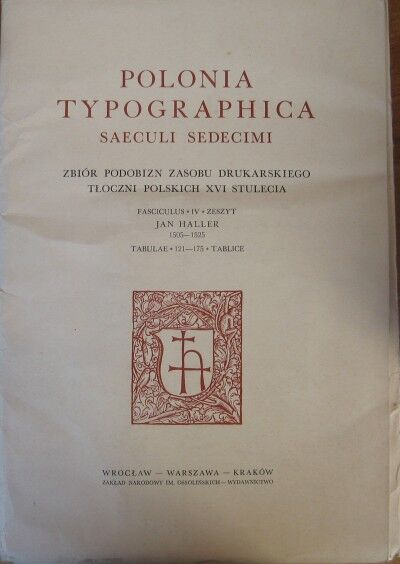 POLONIA
TYPOGRAPHICA
SAECULI SEDECIMI
ZBIÓR PODOBIZN ZASOBU DRUKARSKIEGO
TŁOCZNI POLSKICH XVI STULECIA
FASCICULUS • IV • ZESZYT
JAN HALLER
1505—1525
TABULAE • 121—175 • TABLICE
WROCŁAW — WARSZAWA — KRAKÓW
ZAKŁAD NARODOWY IM. OSSOLIŃSKICH—WYDAWNICTWO